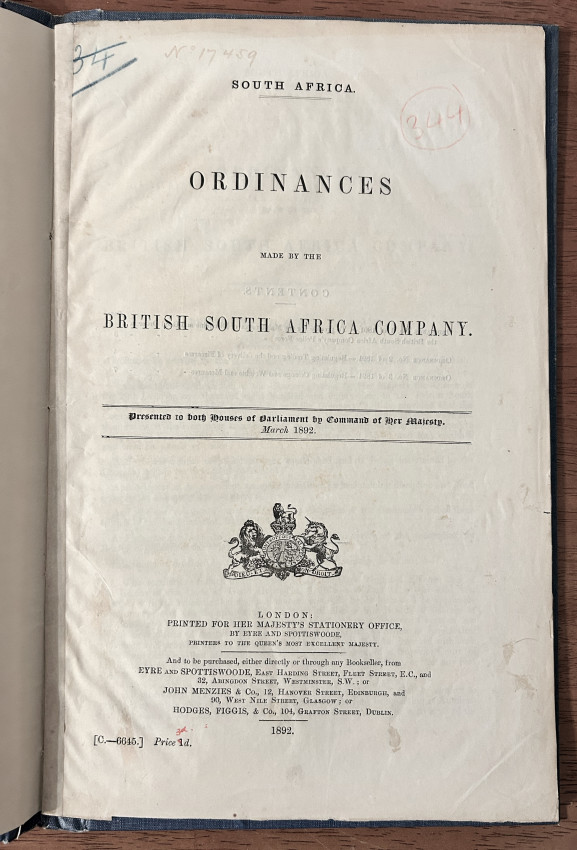 34
No 17459
SOUTH AFRICA.
344
ORDINANCES
MADE BY THE
BRITISH SOUTH AFRICA COMPANY.
Presented to both Houses of Parliament by Command of Her Majesty.
March 1892.
LONDON:
PRINTED FOR HER MAJESTY'S STATIONERY OFFICE,
BY EYRE AND SPOTTISWOODE,
PRINTERS TO THE QUEEN'S MOST EXCELLENT MAJESTY.
And to be purchased, either directly or through any Bookseller, from
EYRE AND SPOTTISWOODE, EAST HARDING STREET, FLEET STREET, E.C., and
32, ABINGDON STREET, WESTMINSTER, S.W.; or
JOHN MENZIES & Co., 12, HANOVER STREET, EDINBURGH, and
90, WEST NILE STREET, GLASGOW; or
HODGES, FIGGIS, & Co., 104, GRAFTON STREET, DUBLIN.
1892.
[C.—6645.] Price 1d.